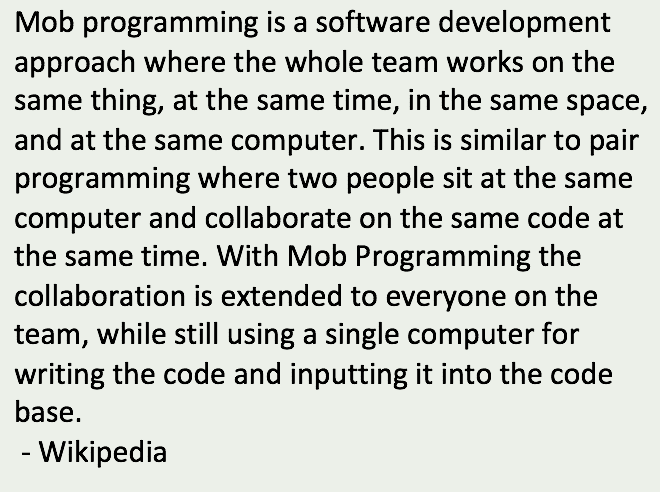 Mob programming is a software development
approach where the whole team works on the
same thing, at the same time, in the same space,
and at the same computer. This is similar to pair
programming where two people sit at the same
computer and collaborate on the same code at
the same time. With Mob Programming the
collaboration is extended to everyone on the
team, while still using a single computer for
writing the code and inputting it into the code
base.
- Wikipedia